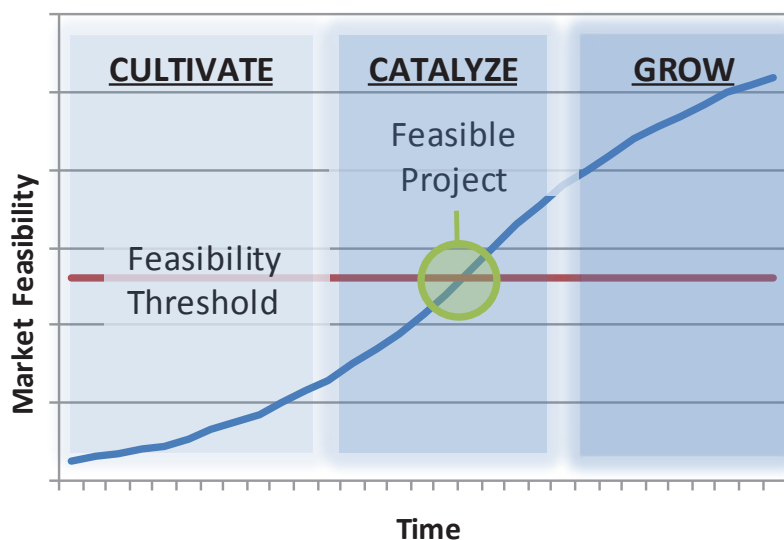 CULTIVATE
CATALYZE
GROW
Feasible
Project
Feasibility
Threshold
Market Feasibility
Time